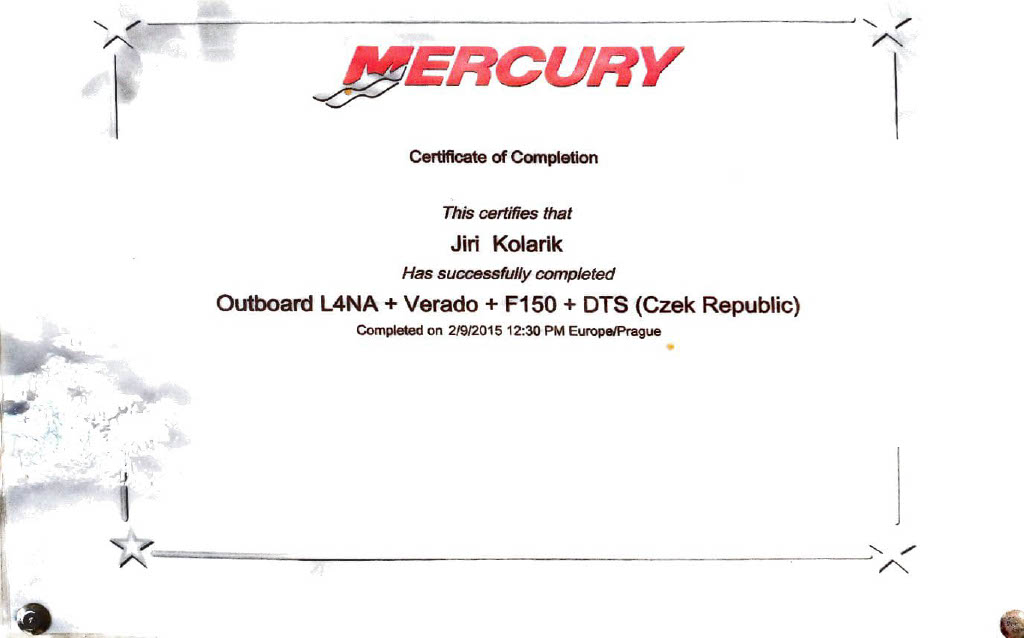 MERCURY
Certificate of Completion
This certifies that
Jiri Kolarik
Has successfully completed
Outboard L4NA + Verado + F150 + DTS (Czek Republic)
Completed on 2/9/2015 12:30 PM Europe/Prague